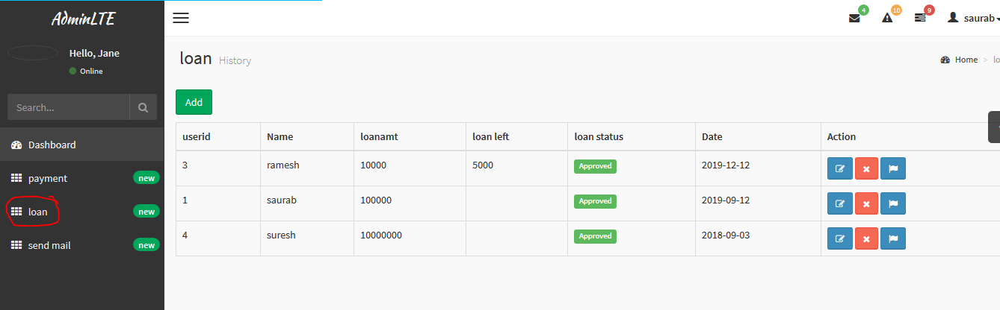 AdminLTE
4
10
9
saurab
Hello, Jane
Online
Search...
Dashboard
payment new
loan new
send mail new
loan History
Home > lo
Add
userid Name loanamt loan left loan status Date Action
3 ramesh 10000 5000 Approved 2019-12-12
1 saurab 100000 Approved 2019-09-12
4 suresh 10000000 Approved 2018-09-03